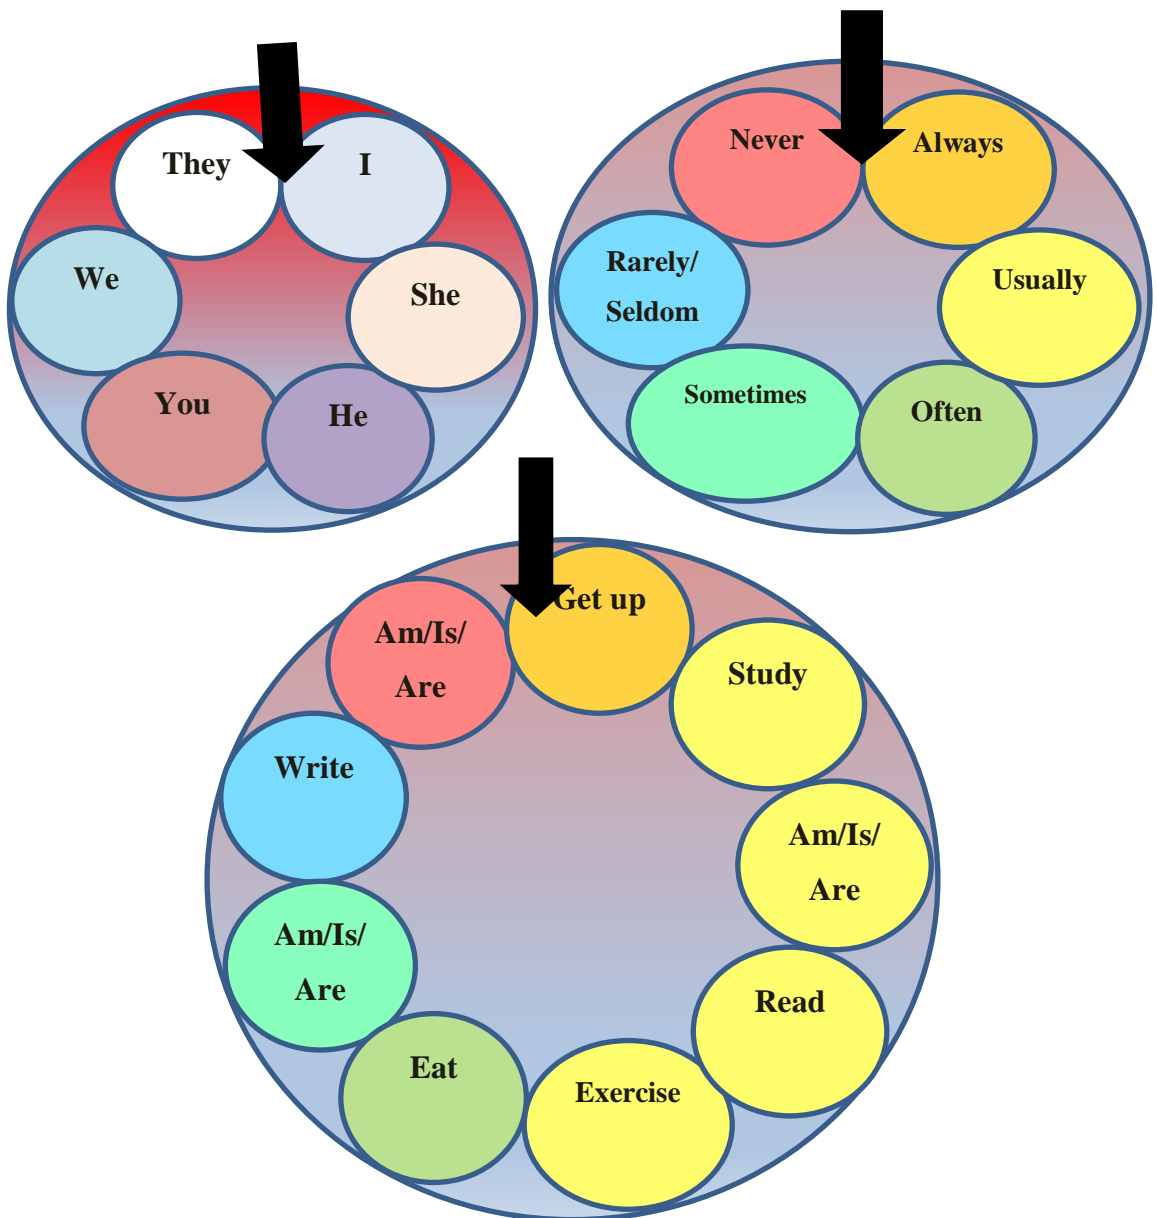 They
I
We
She
You
He
Never
Always
Rarely/
Seldom
Usually
Sometimes
Often
Get up
Am/Is/
Are
Study
Write
Am/Is/
Are
Am/Is/
Are
Read
Eat
Exercise